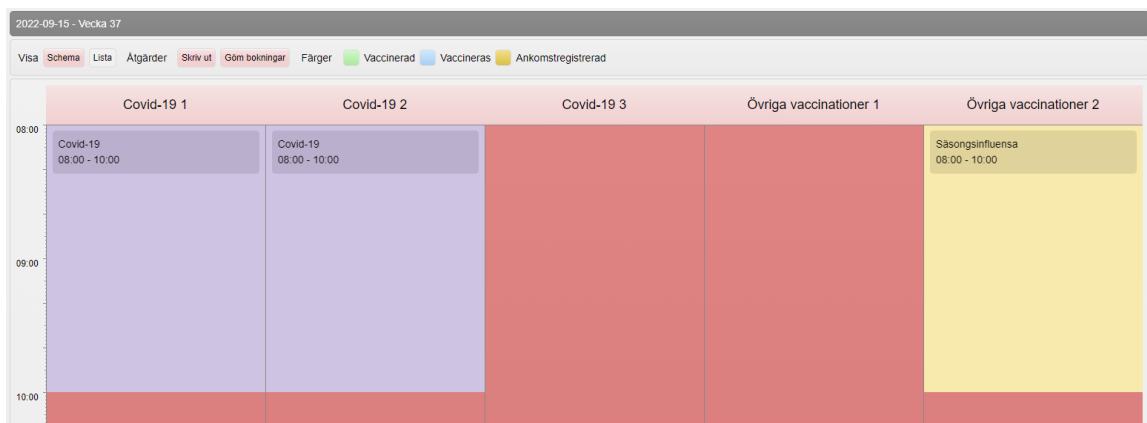 2022-09-15 - Vecka 37
Visa Schema Lista Åtgärder Skriv ut Göm bokningar Färger Vaccinerad Vaccineras Ankomstregistrerad
Covid-19 1 Covid-19 2 Covid-19 3 Övriga vaccinationer 1 Övriga vaccinationer 2
08:00
Covid-19 Covid-19 Säsongsinfluensa
08:00 - 10:00 08:00 - 10:00 08:00 - 10:00
09:00
10:00